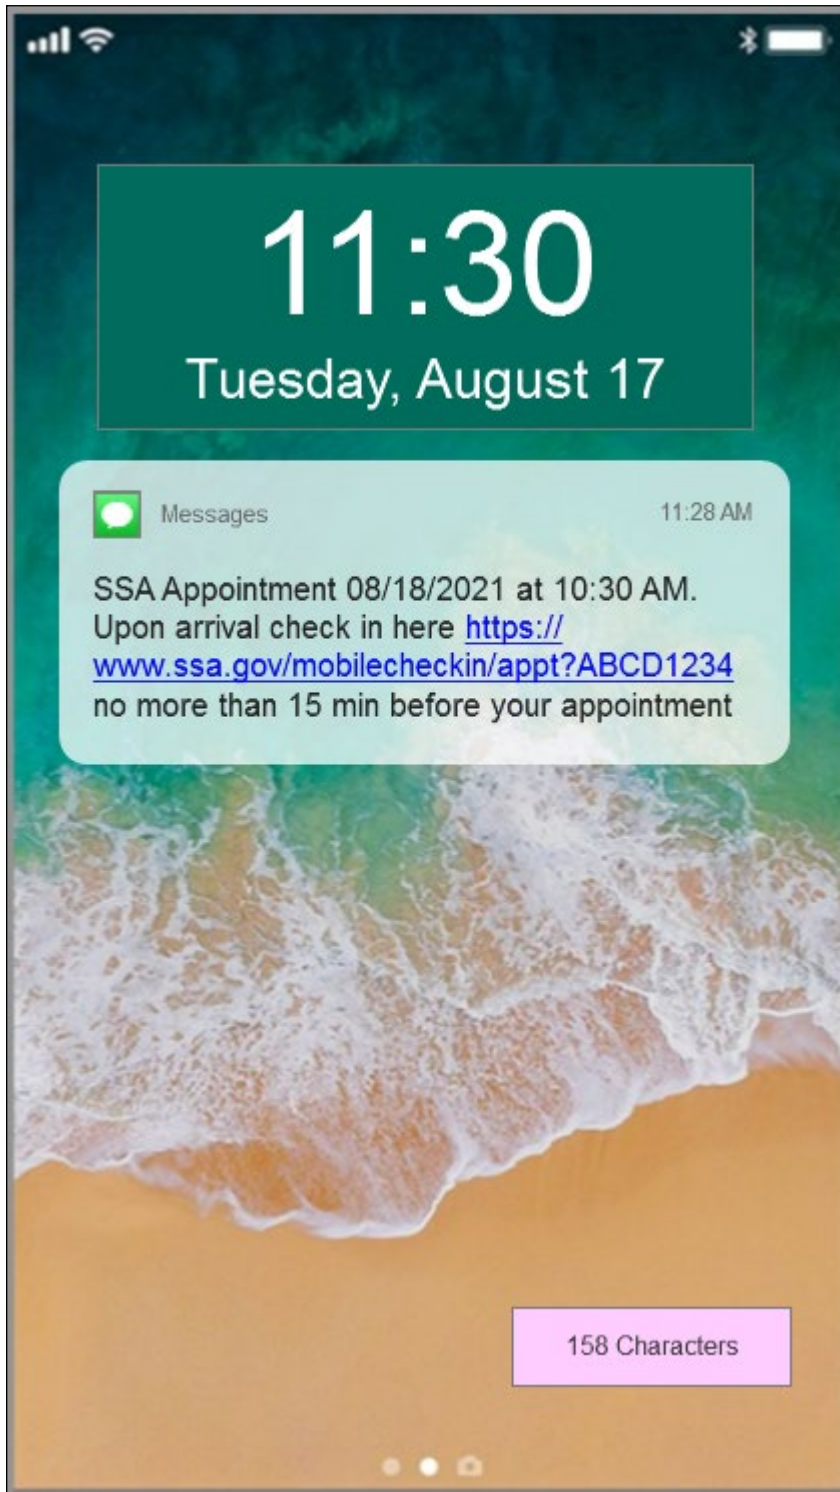 11:30
Tuesday, August 17
Messages 11:28 AM
SSA Appointment 08/18/2021 at 10:30 AM.
Upon arrival check in here https://
www.ssa.gov/mobilecheckin/appt?ABCD1234
no more than 15 min before your appointment
158 Characters